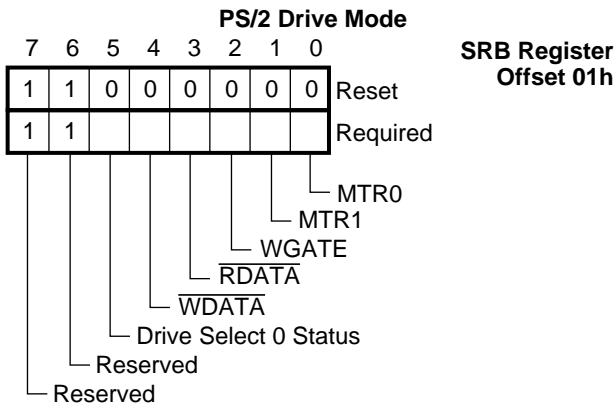 PS/2 Drive Mode
7 6 5 4 3 2 1 0
SRB Register
Offset 01h
1 1 0 0 0 0 0 0 Reset
1 1 Required
MTR0
MTR1
WGATE
RDATA
WDATA
Drive Select 0 Status
Reserved
Reserved